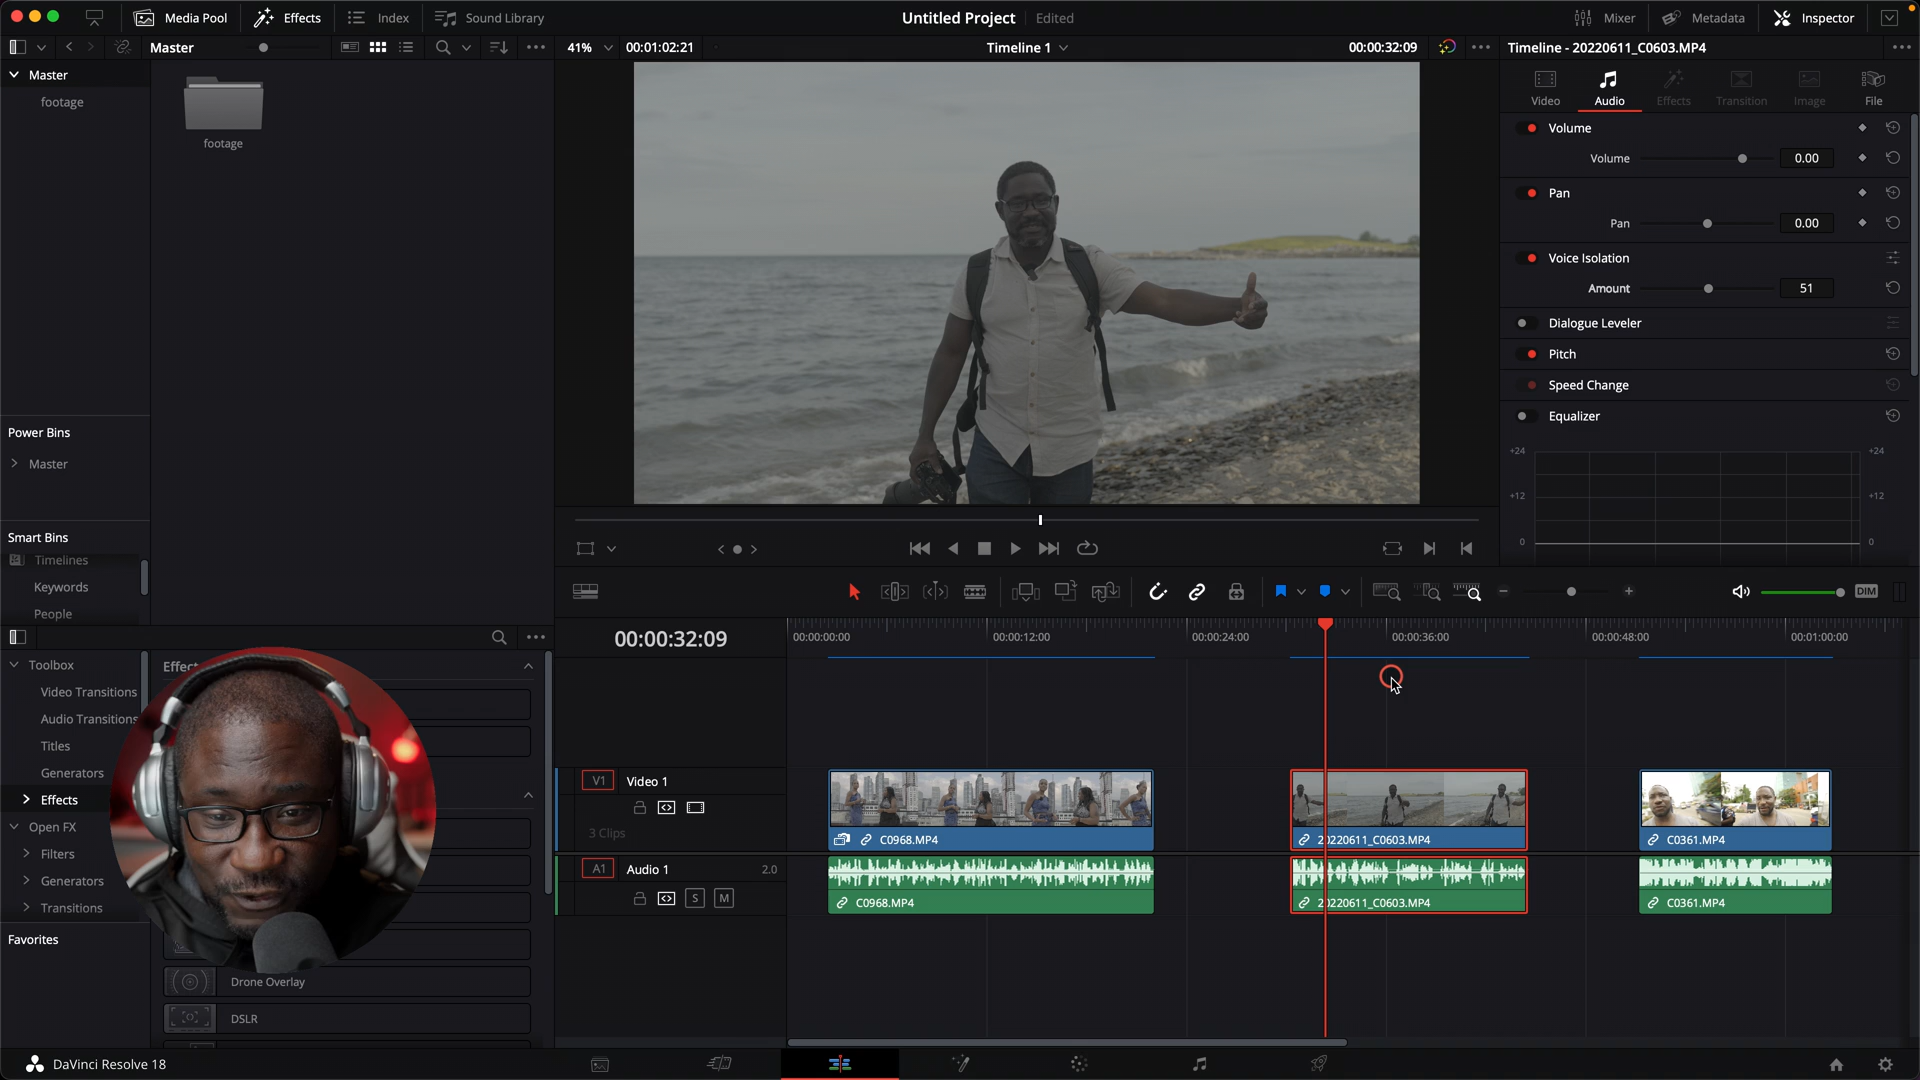 Media Pool
Effects
Index
Sound Library
Untitled Project
Edited
Mixer
Metadata
Inspector
Master
41%
00:01:02:21
Timeline 1
00:00:32:09
Timeline - 20220611_C0603.MP4
Master
footage
footage
Video
Audio
Effects
Transition
Image
File
Volume
Volume
0.00
Pan
Pan
0.00
Voice Isolation
Amount
51
Dialogue Leveler
Pitch
Speed Change
Equalizer
+24
+24
+12
+12
0
0
Power Bins
Master
Smart Bins
Timelines
Keywords
People
DIM
00:00:32:09
00:00:00:00
00:00:12:00
00:00:24:00
00:00:36:00
00:00:48:00
00:01:00:00
Toolbox
Video Transitions
Audio Transitions
Titles
Generators
Effects
Open FX
Filters
Generators
Transitions
Favorites
Drone Overlay
DSLR
V1
Video 1
3 Clips
C0968.MP4
20220611_C0603.MP4
C0361.MP4
A1
Audio 1
2.0
S
M
C0968.MP4
20220611_C0603.MP4
C0361.MP4
DaVinci Resolve 18